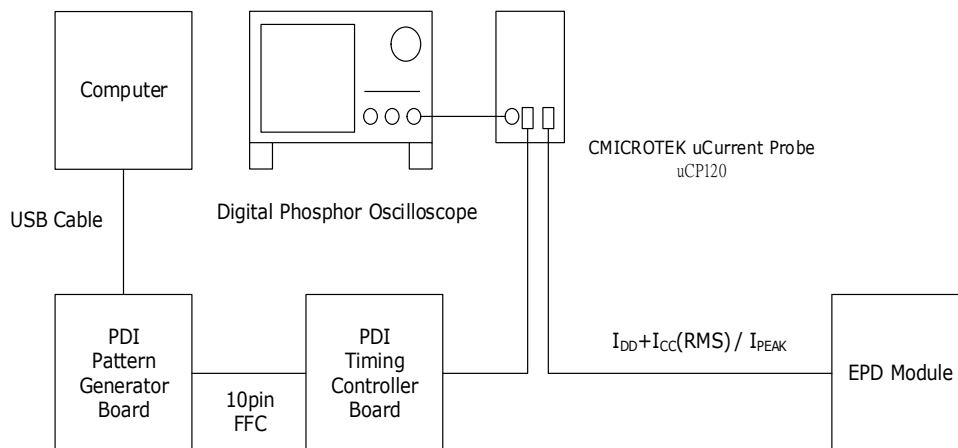 Computer
CMICROTEK uCurrent Probe
uCP120
USB Cable
Digital Phosphor Oscilloscope
PDI
Pattern
Generator
Board
10pin
FFC
PDI
Timing
Controller
Board
IDD+ICC(RMS) / IPEAK
EPD Module